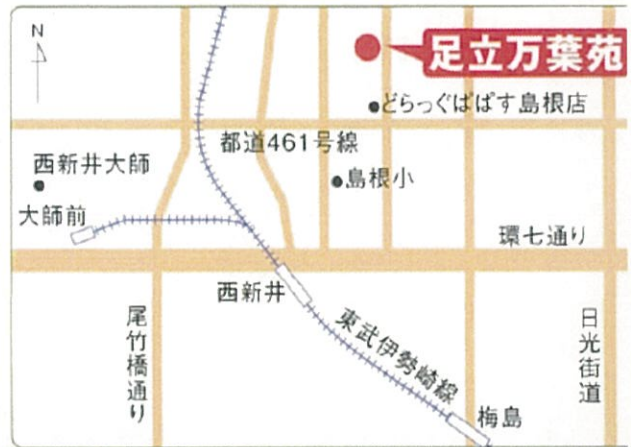 N
足立万葉苑
どらっぐぱぱす島根店
都道461号線
西新井大師
島根小
大師前
環七通り
西新井
尾竹橋通り
東武伊勢崎線
日光街道
梅島